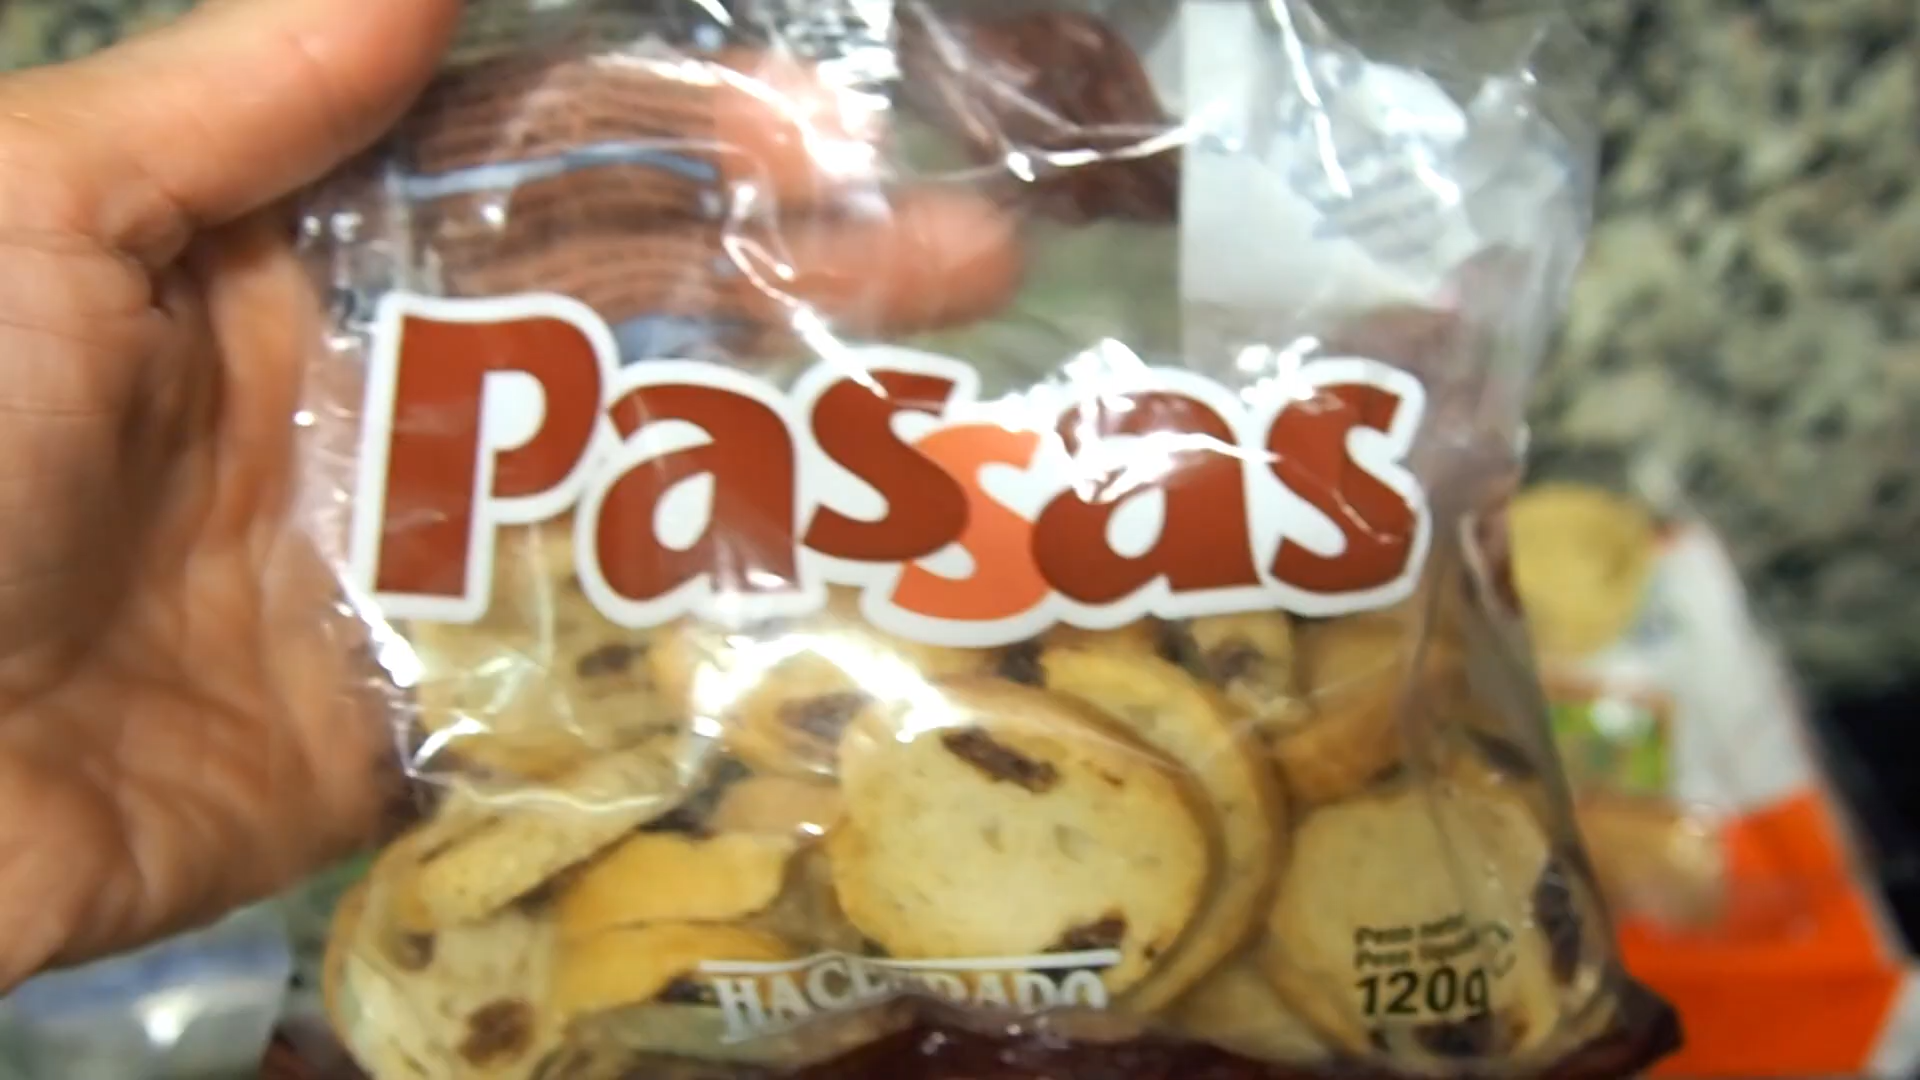 Passas
HACENDADO
Peso neto
Peso líquido
120g